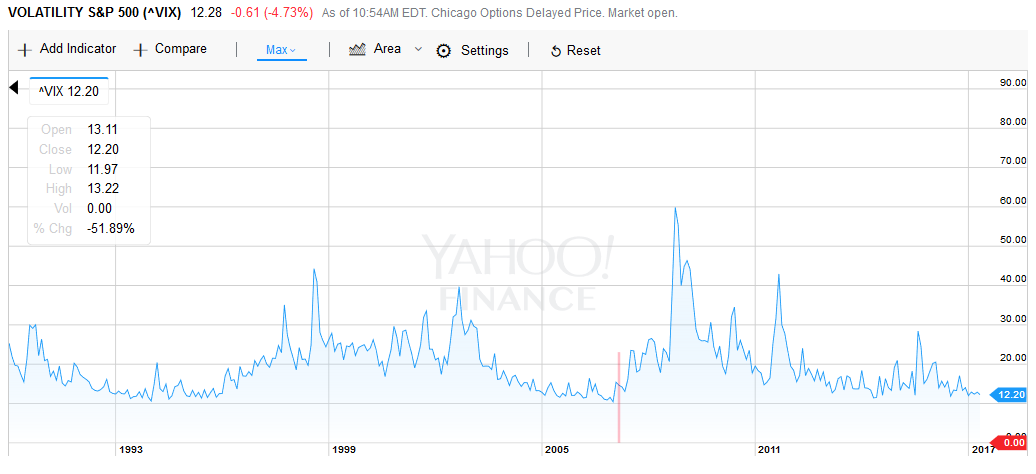 VOLATILITY S&P 500 (^VIX) 12.28 -0.61 (-4.73%) As of 10:54AM EDT. Chicago Options Delayed Price. Market open.
Add Indicator Compare Max Area Settings Reset
^VIX 12.20
Open 13.11
Close 12.20
Low 11.97
High 13.22
Vol 0.00
% Chg -51.89%
YAHOO!
FINANCE
90.00
80.00
70.00
60.00
50.00
40.00
30.00
20.00
12.20
0.00
0.00
1993 1999 2005 2011 2017